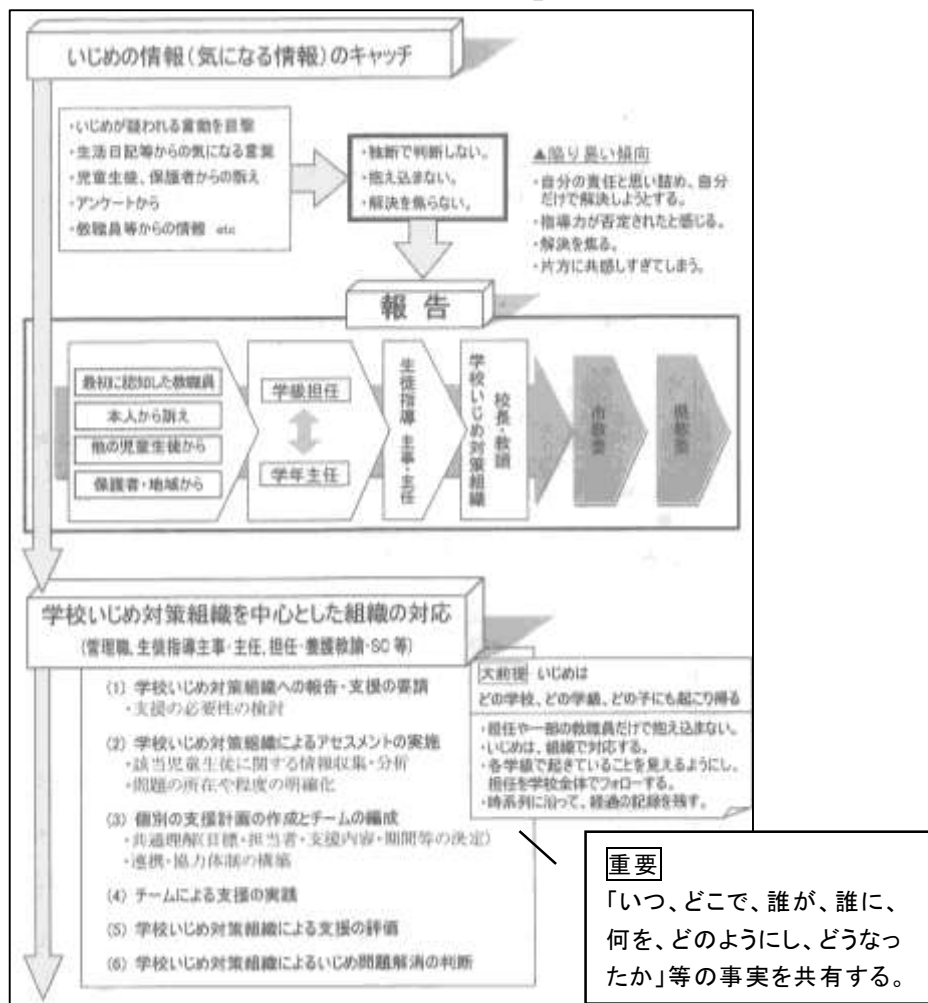 いじめの情報(気になる情報)のキャッチ
・いじめが疑われる言動を目撃
・生活日記等からの気になる言葉
・児童生徒、保護者からの訴え
・アンケートから
・教職員等からの情報 etc
・独断で判断しない。
・抱え込まない。
・解決を焦らない。
▲陥り易い傾向
・自分の責任と思い詰め、自分
だけで解決しようとする。
・指導力が否定されたと感じる。
・解決を焦る。
・片方に共感しすぎてしまう。
報告
最初に認知した教職員
本人から訴え
他の児童生徒から
保護者・地域から
学級担任
学年主任
生徒指導主事・主任
校長・教頭
学校いじめ対策組織
市教委
県教委
学校いじめ対策組織を中心とした組織の対応
(管理職、生徒指導主事・主任、担任・養護教諭・SC 等)
(1) 学校いじめ対策組織への報告・支援の要請
・支援の必要性の検討
(2) 学校いじめ対策組織によるアセスメントの実施
・該当児童生徒に関する情報収集・分析
・問題の所在や程度の明確化
(3) 個別の支援計画の作成とチームの編成
・共通理解(目標・担当者・支援内容・期間等の決定)
・連携・協力体制の構築
(4) チームによる支援の実践
(5) 学校いじめ対策組織による支援の評価
(6) 学校いじめ対策組織によるいじめ問題解消の判断
大前提 いじめは
どの学校、どの学級、どの子にも起こり得る
・担任や一部の教職員だけで抱え込まない。
・いじめは、組織で対応する。
・各学級で起きていることを見えるようにし、
担任を学校全体でフォローする。
・時系列に沿って、経過の記録を残す。
重要
「いつ、どこで、誰が、誰に、
何を、どのようにし、どうなっ
たか」等の事実を共有する。